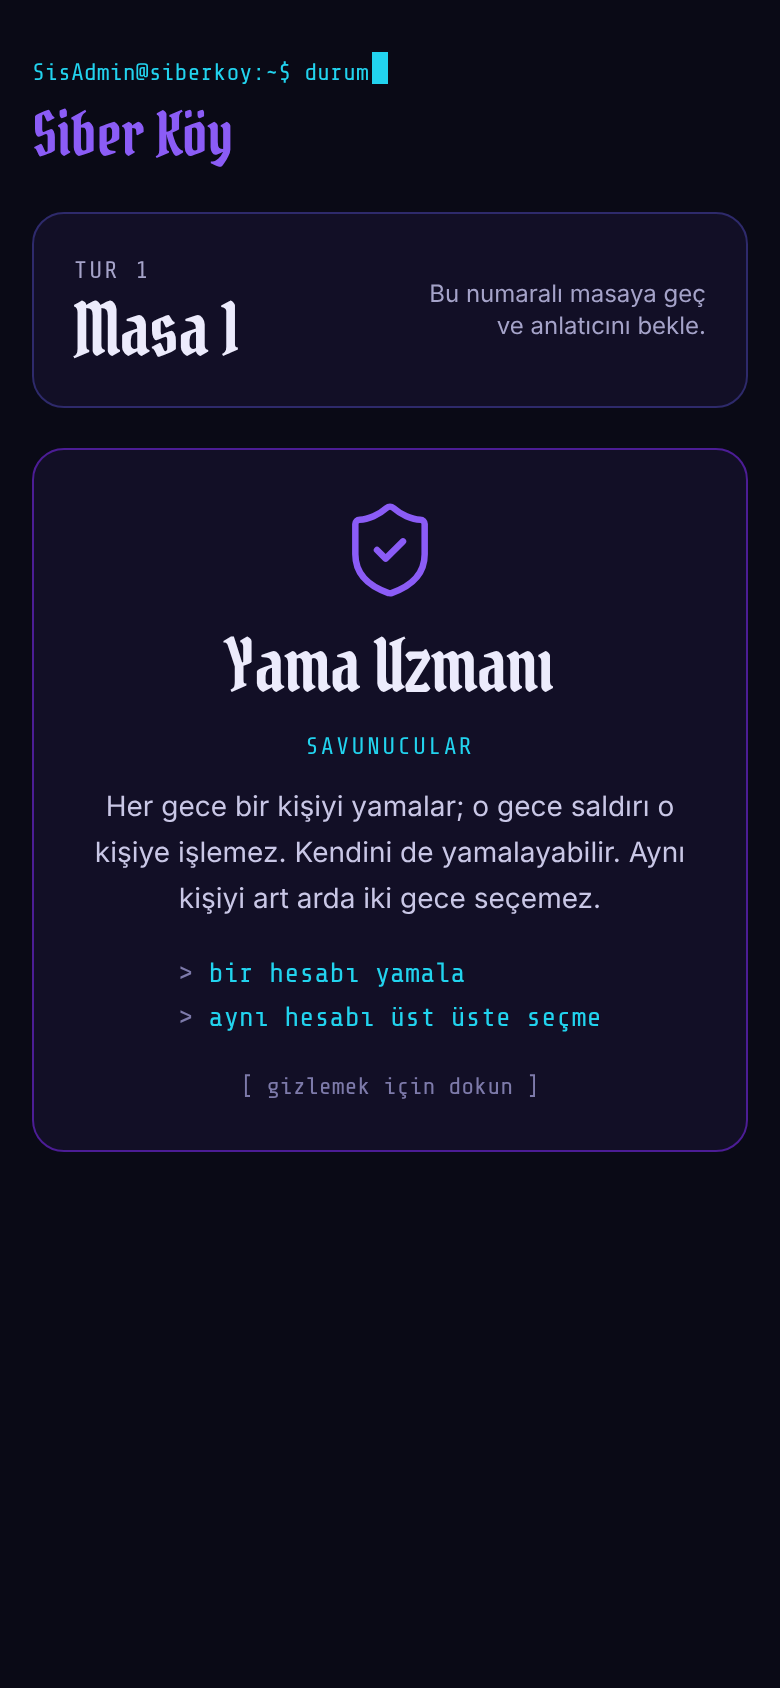 SisAdmin@siberkoy:~$ durum
Siber Köy
TUR 1
Masa 1
Bu numaralı masaya geç
ve anlatıcını bekle.
Yama Uzmanı
SAVUNUCULAR
Her gece bir kişiyi yamalar; o gece saldırı o
kişiye işlemez. Kendini de yamalayabilir. Aynı
kişiyi art arda iki gece seçemez.
> bir hesabı yamala
> aynı hesabı üst üste seçme
[ gizlemek için dokun ]